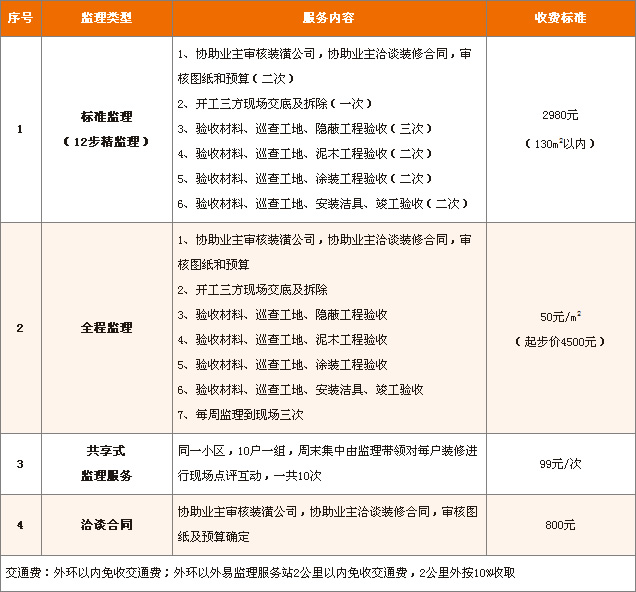 序号 监理类型 服务内容 收费标准
1
标准监理
（12步精监理）
1、协助业主审核装潢公司，协助业主洽谈装修合同，审
核图纸和预算（二次）
2、开工三方现场交底及拆除（一次）
3、验收材料、巡查工地、隐蔽工程验收（三次）
4、验收材料、巡查工地、泥木工程验收（二次）
5、验收材料、巡查工地、涂装工程验收（二次）
6、验收材料、巡查工地、安装洁具、竣工验收（二次）
2980元
（130㎡以内）
2
全程监理
1、协助业主审核装潢公司，协助业主洽谈装修合同，审
核图纸和预算
2、开工三方现场交底及拆除
3、验收材料、巡查工地、隐蔽工程验收
4、验收材料、巡查工地、泥木工程验收
5、验收材料、巡查工地、涂装工程验收
6、验收材料、巡查工地、安装洁具、竣工验收
7、每周监理到现场三次
50元/㎡
（起步价4500元）
3
共享式
监理服务
同一小区，10户一组，周末集中由监理带领对每户装修进
行现场点评互动，一共10次
99元/次
4
洽谈合同
协助业主审核装潢公司，协助业主洽谈装修合同，审核图
纸及预算确定
800元
交通费：外环以内免收交通费；外环以外易监理服务站2公里以内免收交通费，2公里外按10%收取